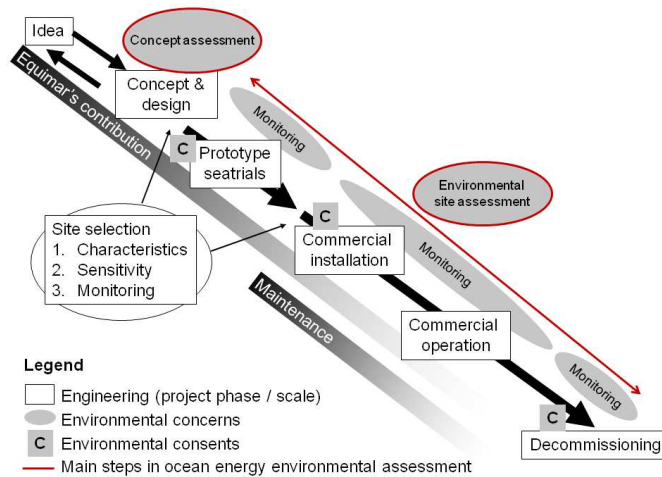 Idea
Concept assessment
Concept &
design
Equimar's contribution
Monitoring
C
Prototype
seatrials
Environmental
site assessment
Site selection
1. Characteristics
2. Sensitivity
3. Monitoring
C
Commercial
installation
Monitoring
Maintenance
Commercial
operation
Monitoring
C
Decommissioning
Legend
Engineering (project phase / scale)
Environmental concerns
C Environmental consents
Main steps in ocean energy environmental assessment